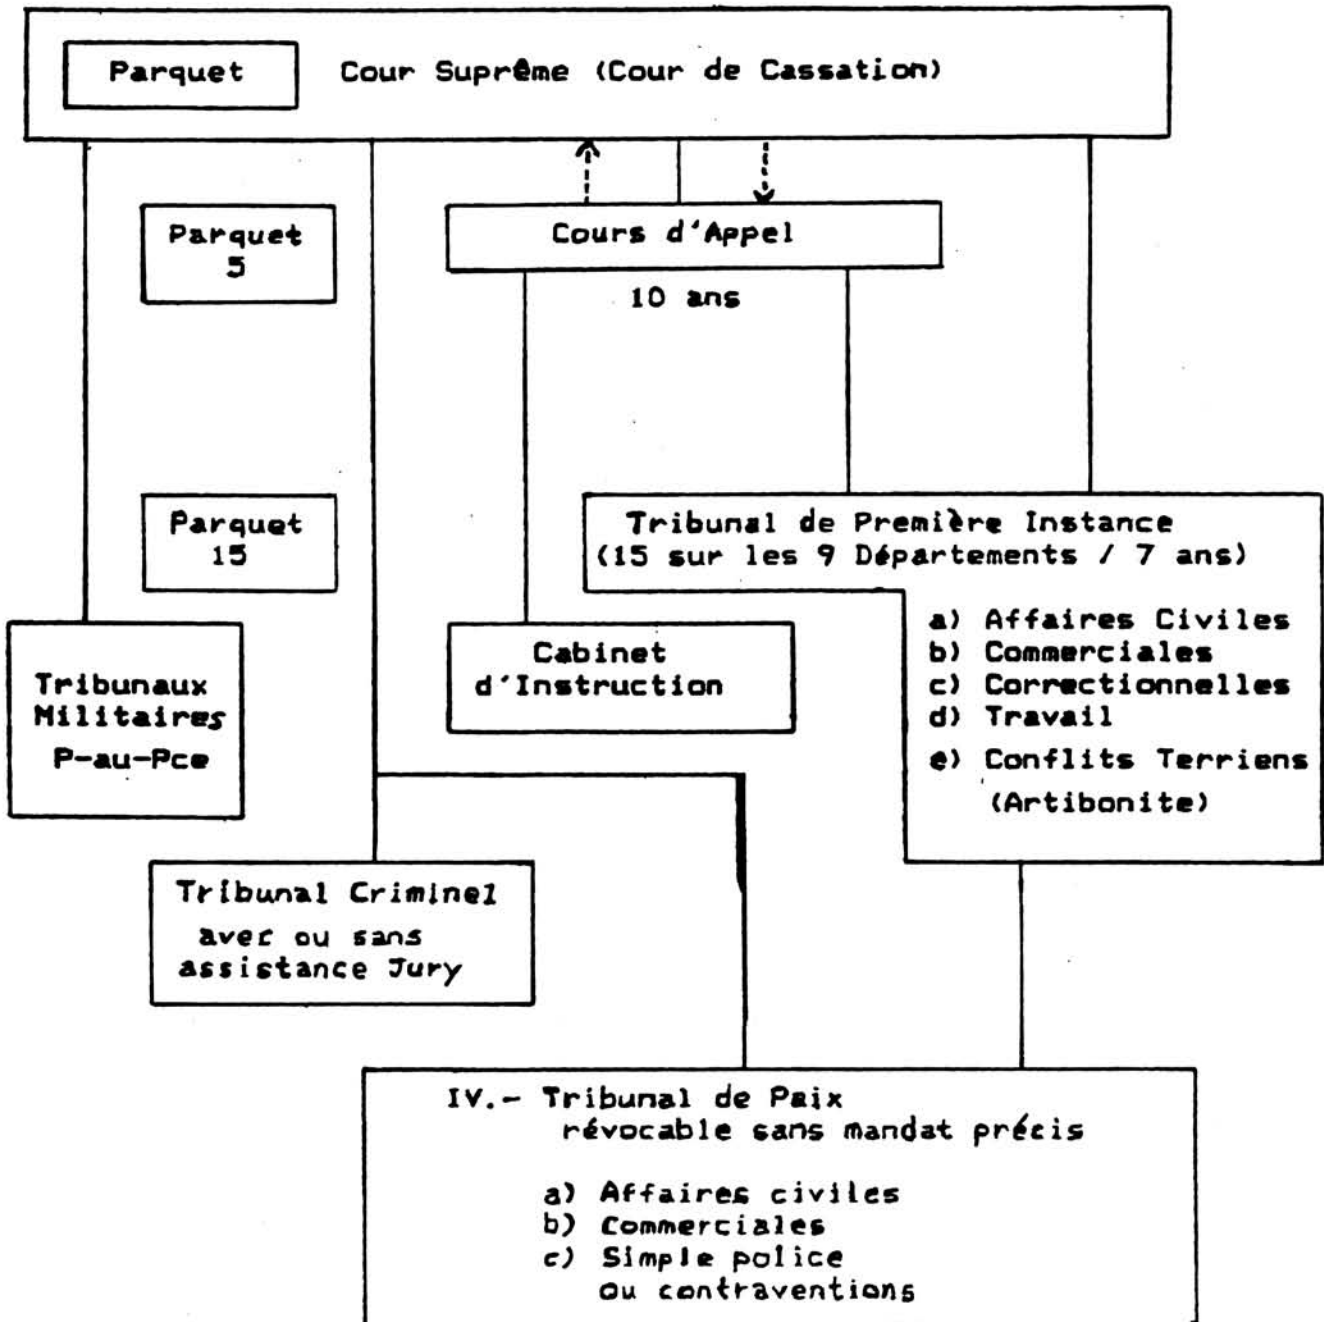 Parquet
Cour Suprême (Cour de Cassation)
Parquet
5
Cours d'Appel
10 ans
Parquet
15
Tribunal de Première Instance
(15 sur les 9 Départements / 7 ans)
a) Affaires Civiles
b) Commerciales
c) Correctionnelles
d) Travail
e) Conflits Terriens
(Artibonite)
Tribunaux
Militaires
P-au-Pce
Cabinet
d'Instruction
Tribunal Criminel
avec ou sans
assistance Jury
IV.- Tribunal de Paix
révocable sans mandat précis
a) Affaires civiles
b) Commerciales
c) Simple police
ou contraventions